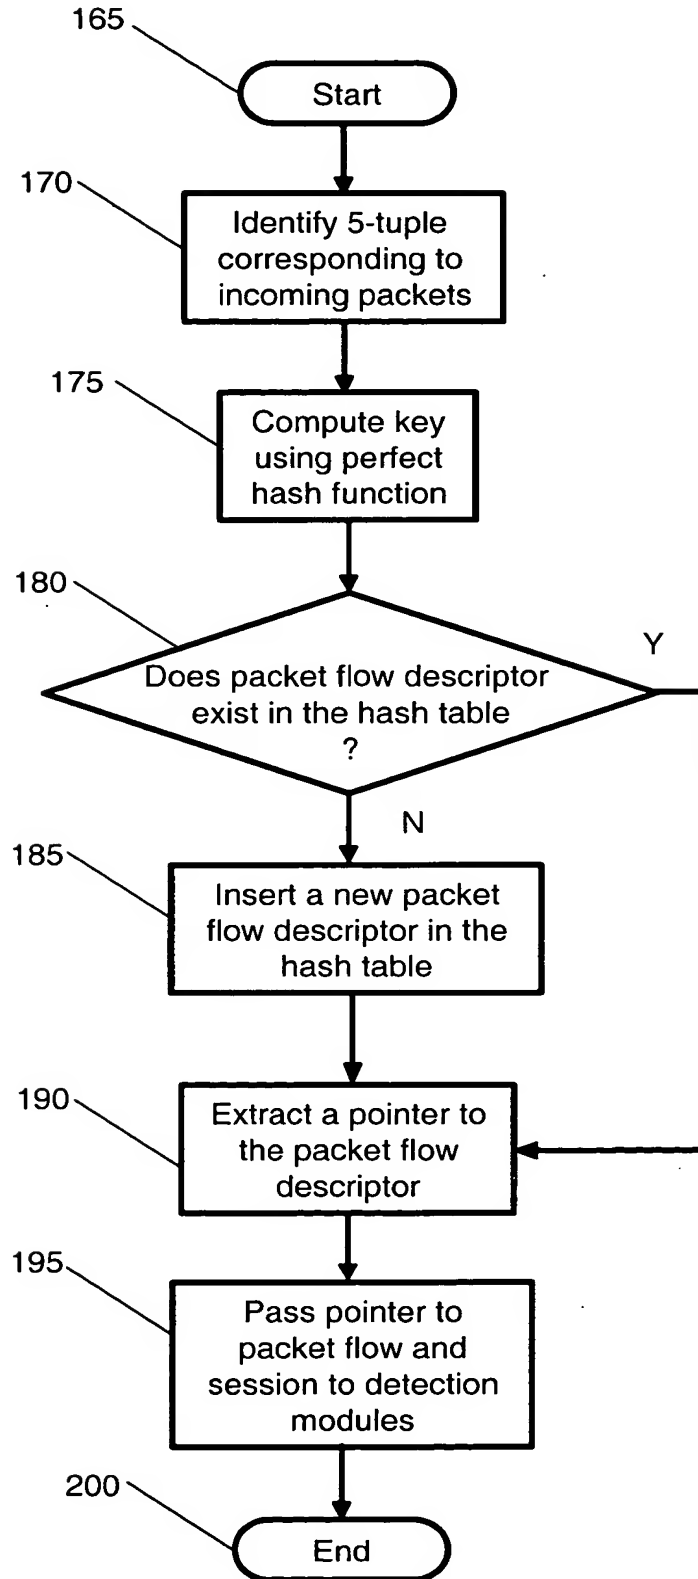 165
Start
170
Identify 5-tuple
corresponding to
incoming packets
175
Compute key
using perfect
hash function
180
Y
Does packet flow descriptor
exist in the hash table
?
N
185
Insert a new packet
flow descriptor in the
hash table
190
Extract a pointer to
the packet flow
descriptor
195
Pass pointer to
packet flow and
session to detection
modules
200
End